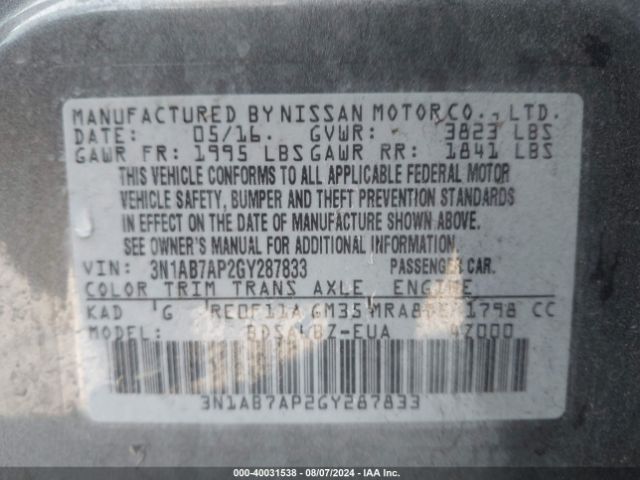 MANUFACTURED BY NISSAN MOTOR CO., LTD.
DATE: 05/16. GVWR: 3823 LBS
GAWR FR: 1995 LBS GAWR RR: 1841 LBS
THIS VEHICLE CONFORMS TO ALL APPLICABLE FEDERAL MOTOR
VEHICLE SAFETY, BUMPER AND THEFT PREVENTION STANDARDS
IN EFFECT ON THE DATE OF MANUFACTURE SHOWN ABOVE.
SEE OWNER'S MANUAL FOR ADDITIONAL INFORMATION.
VIN: 3N1AB7AP2GY287833 PASSENGER CAR.
COLOR TRIM TRANS AXLE ENGINE
KAD G RE0F11A GM35 1798 CC
MODEL:
3N1AB7AP2GY287833
000-40031538 - 08/07/2024 - IAA Inc.